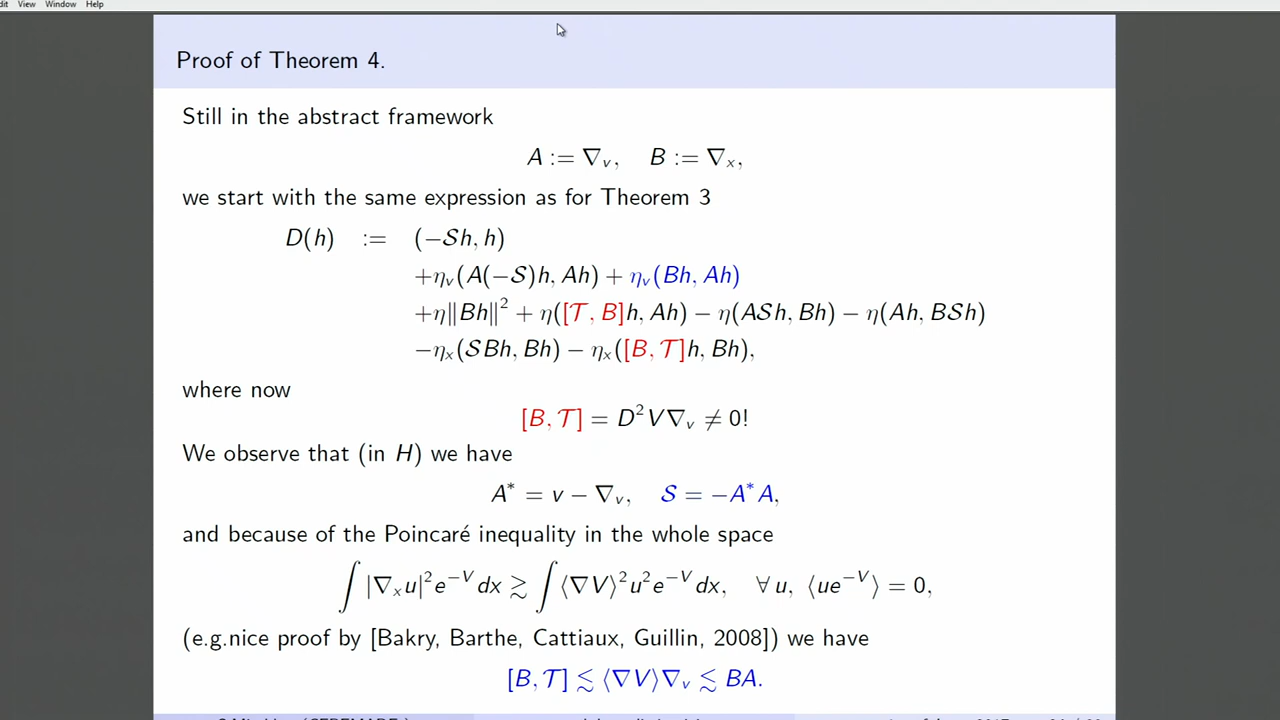 View Window Help
Proof of Theorem 4.
Still in the abstract framework
A := ∇_v, B := ∇_x,
we start with the same expression as for Theorem 3
D(h) := (−𝒮h, h)
+η_v(A(−𝒮)h, Ah) + η_v(Bh, Ah)
+η‖Bh‖² + η([𝒯, B]h, Ah) − η(A𝒮h, Bh) − η(Ah, B𝒮h)
−η_x(𝒮Bh, Bh) − η_x([B, 𝒯]h, Bh),
where now
[B, 𝒯] = D²V∇_v ≠ 0!
We observe that (in H) we have
A* = v − ∇_v, 𝒮 = −A*A,
and because of the Poincaré inequality in the whole space
∫ |∇_x u|² e^{−V} dx ≳ ∫ ⟨∇V⟩² u² e^{−V} dx, ∀ u, ⟨ue^{−V}⟩ = 0,
(e.g.nice proof by [Bakry, Barthe, Cattiaux, Guillin, 2008]) we have
[B, 𝒯] ≲ ⟨∇V⟩∇_v ≲ BA.